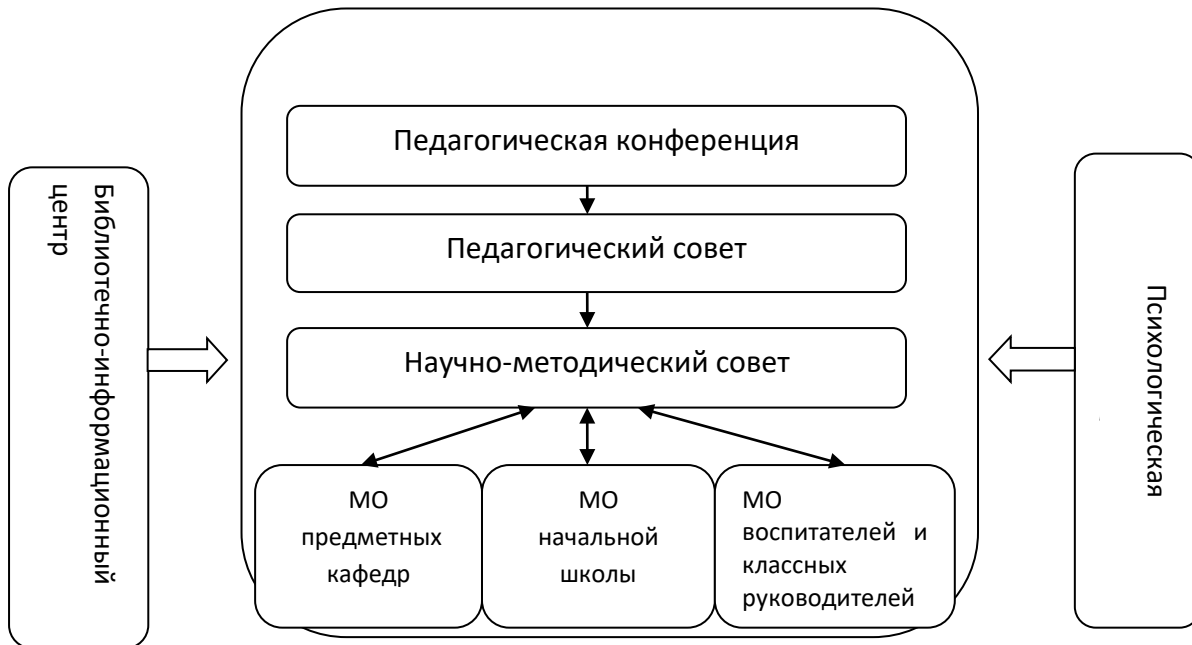 Педагогическая конференция
Педагогический совет
Научно-методический совет
МО
предметных
кафедр
МО
начальной
школы
МО
воспитателей и
классных
руководителей
Библиотечно-информационный
центр
Психологическая